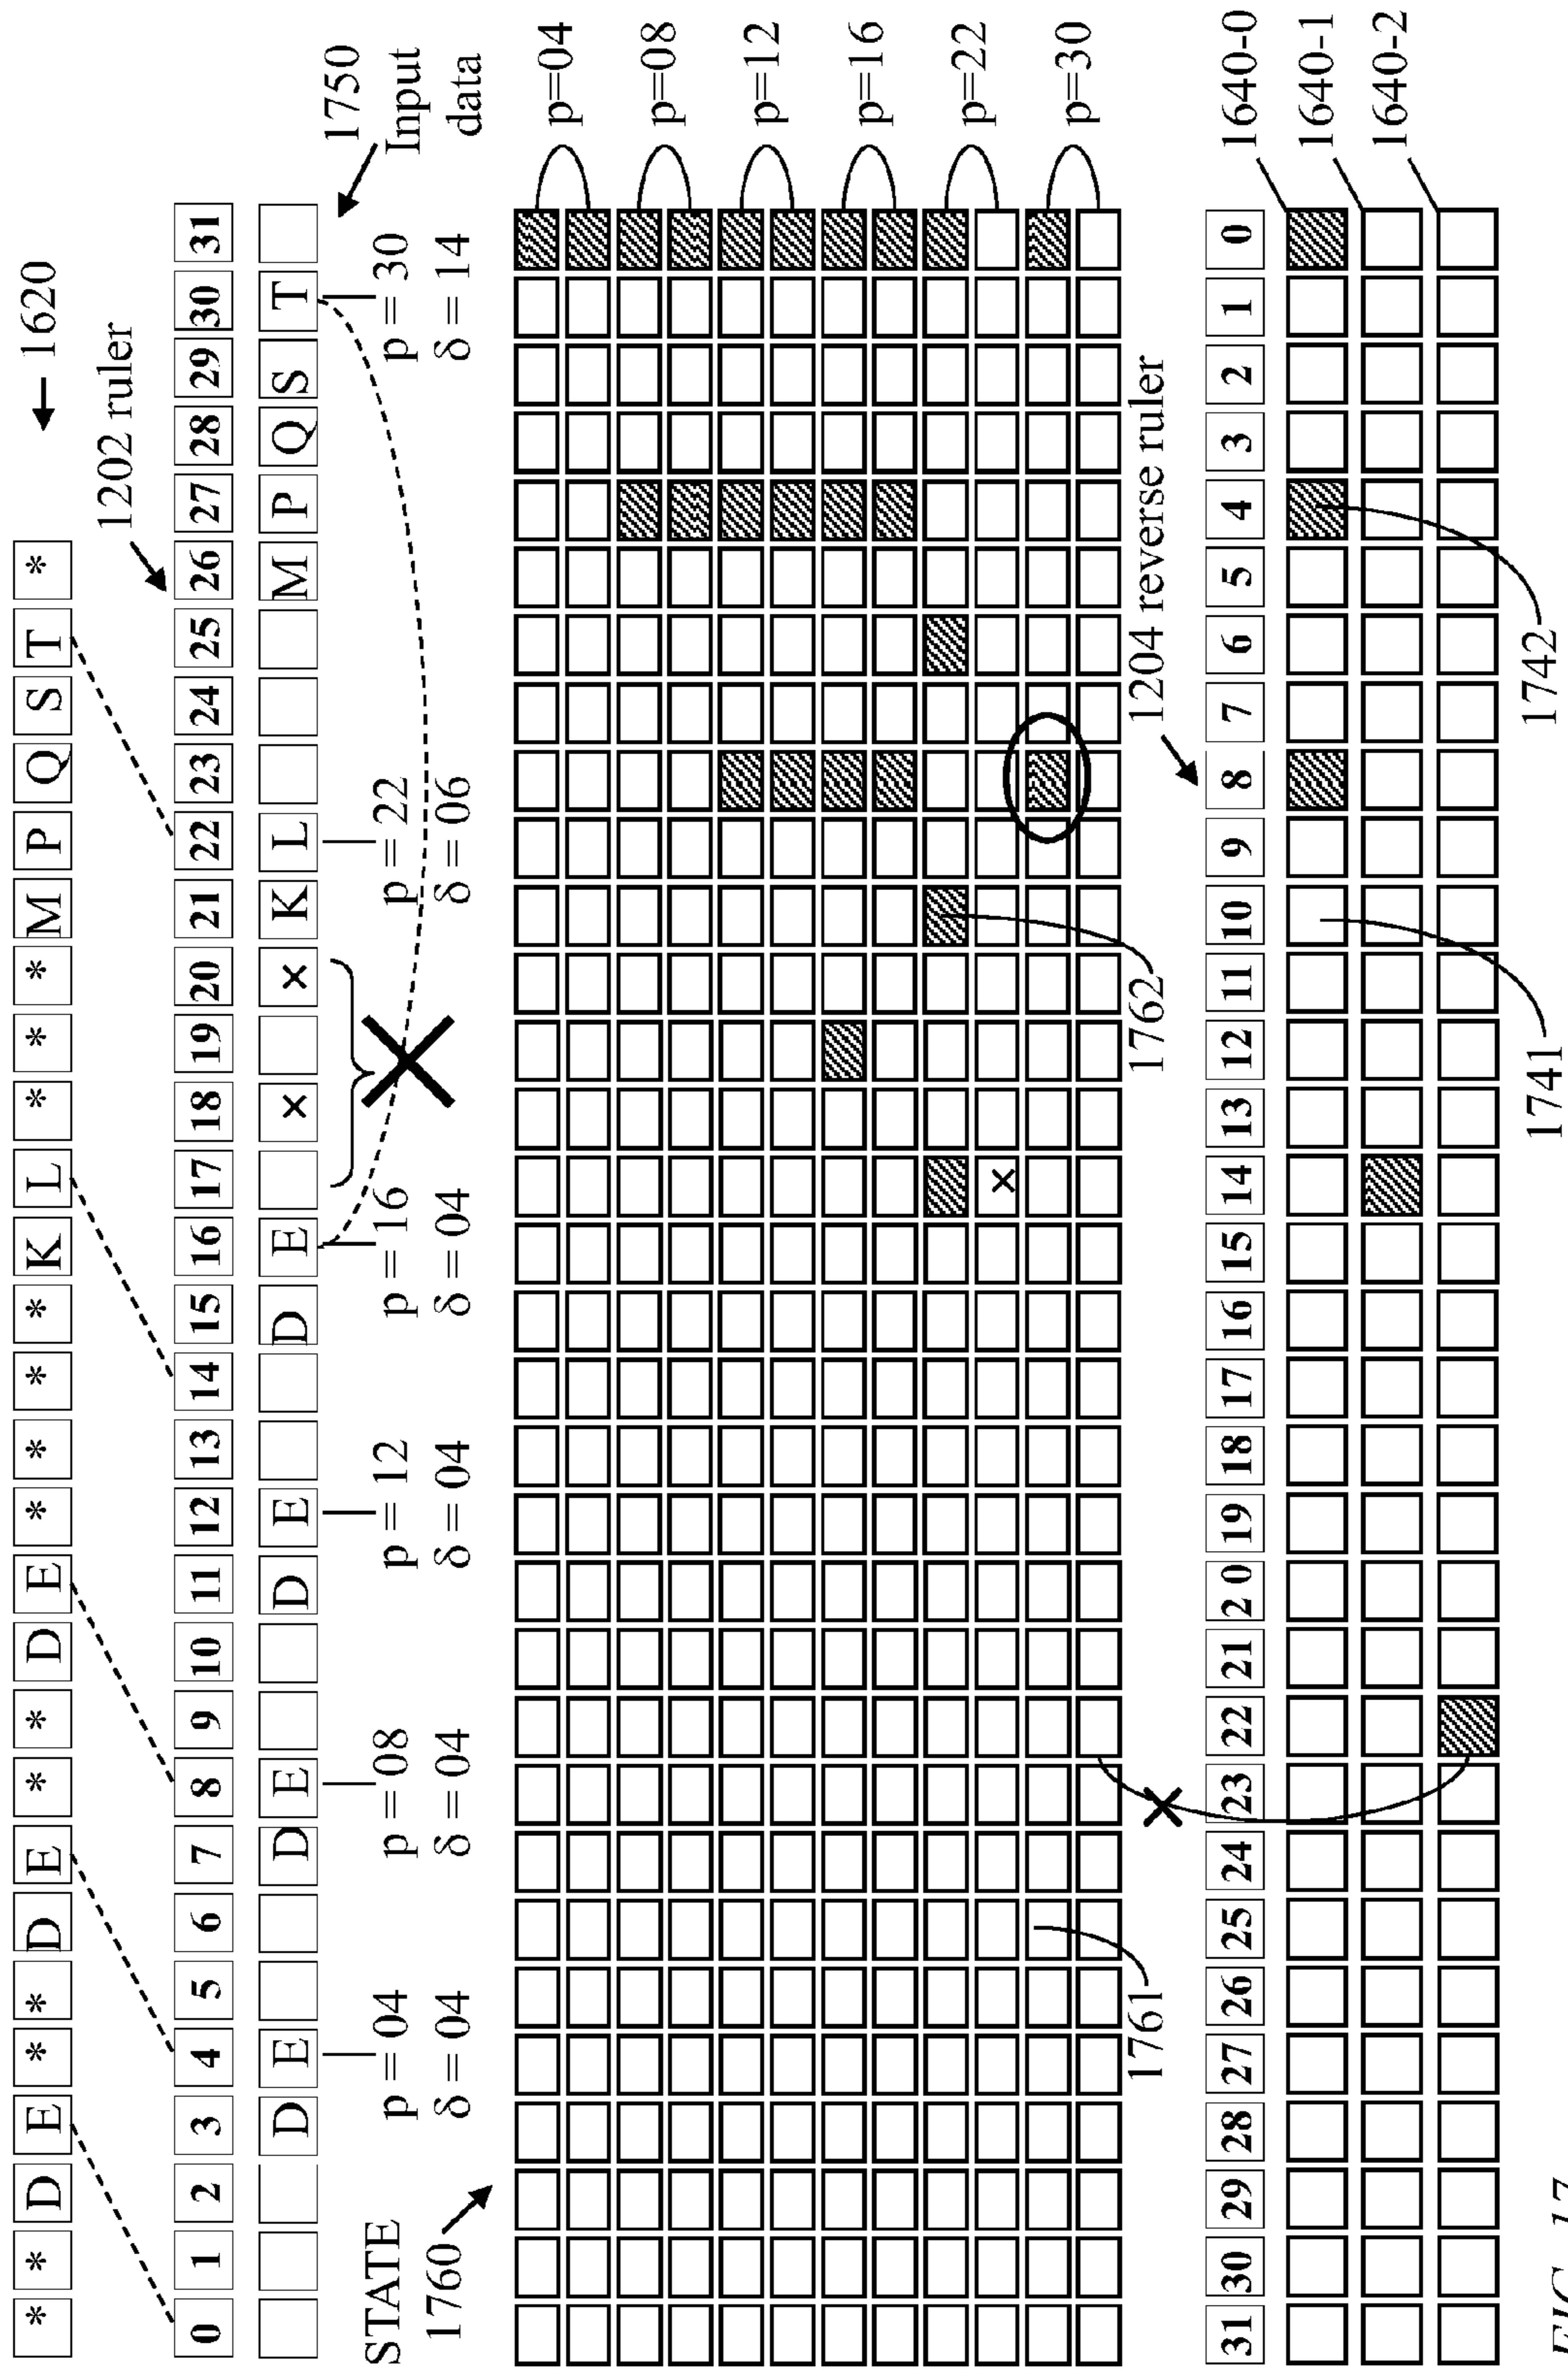 * * D E * * D E * * D E * * * * K L * * * M P Q S T * ← 1620
1202 ruler
0 1 2 3 4 5 6 7 8 9 10 11 12 13 14 15 16 17 18 19 20 21 22 23 24 25 26 27 28 29 30 31
D E D E D E D E × × K L M P Q S T
1750
Input
data
p = 04 p = 08 p = 12 p = 16 p = 22 p = 30
δ = 04 δ = 04 δ = 04 δ = 04 δ = 06 δ = 14
STATE
1760
p=04
p=08
p=12
p=16
p=22
×
p=30
1761 1762 1204 reverse ruler
31 30 29 28 27 26 25 24 23 22 21 2 0 19 18 17 16 15 14 13 12 11 10 9 8 7 6 5 4 3 2 1 0
1640-0
1640-1
1640-2
1741 1742
FIG. 17